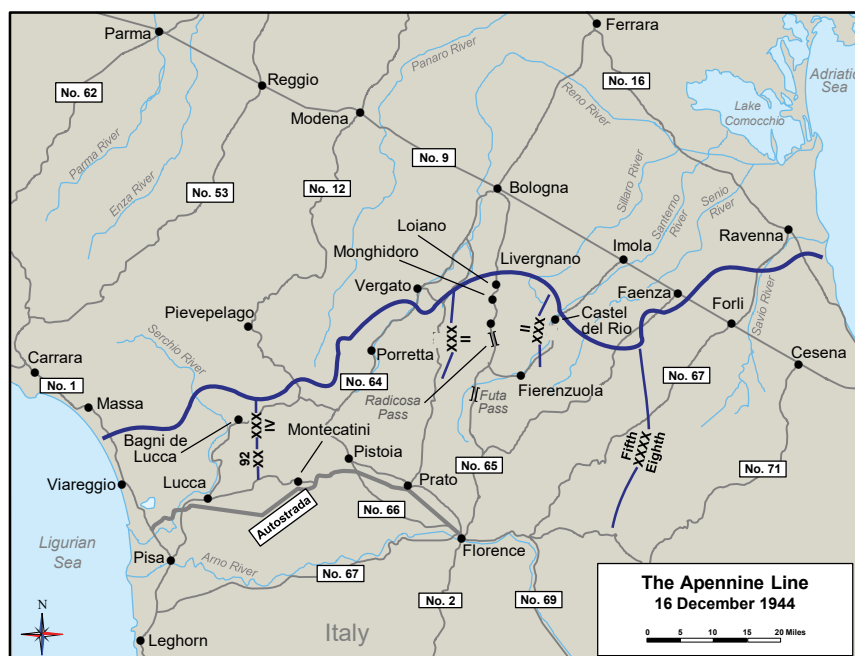 Parma
Ferrara
Panaro River
Adriatic
Sea
Reggio
No. 62
No. 16
Reno River
Modena
Lake
Comocchio
Parma River
Enza River
No. 9
No. 53
No. 12
Bologna
Sillaro River
Santerno
River
Senio
River
Loiano
Monghidoro
Livergnano
Imola
Ravenna
Vergato
Faenza
Castel
del Rio
Pievepelago
Forli
Savio River
Serchio River
XXX
II
II
XXX
Carrara
Porretta
Cesena
No. 1
No. 64
Radicosa
Pass
Futa
Pass
Fierenzuola
No. 67
Massa
Bagni de
Lucca
XXX
IV
92
XX
Montecatini
Pistoia
Fifth
XXXX
Eighth
No. 65
No. 71
Viareggio
Lucca
Prato
Autostrada
No. 66
Ligurian
Sea
Pisa
Arno River
No. 67
Florence
No. 2
No. 69
The Apennine Line
16 December 1944
0 5 10 15 20 Miles
N
Leghorn
Italy